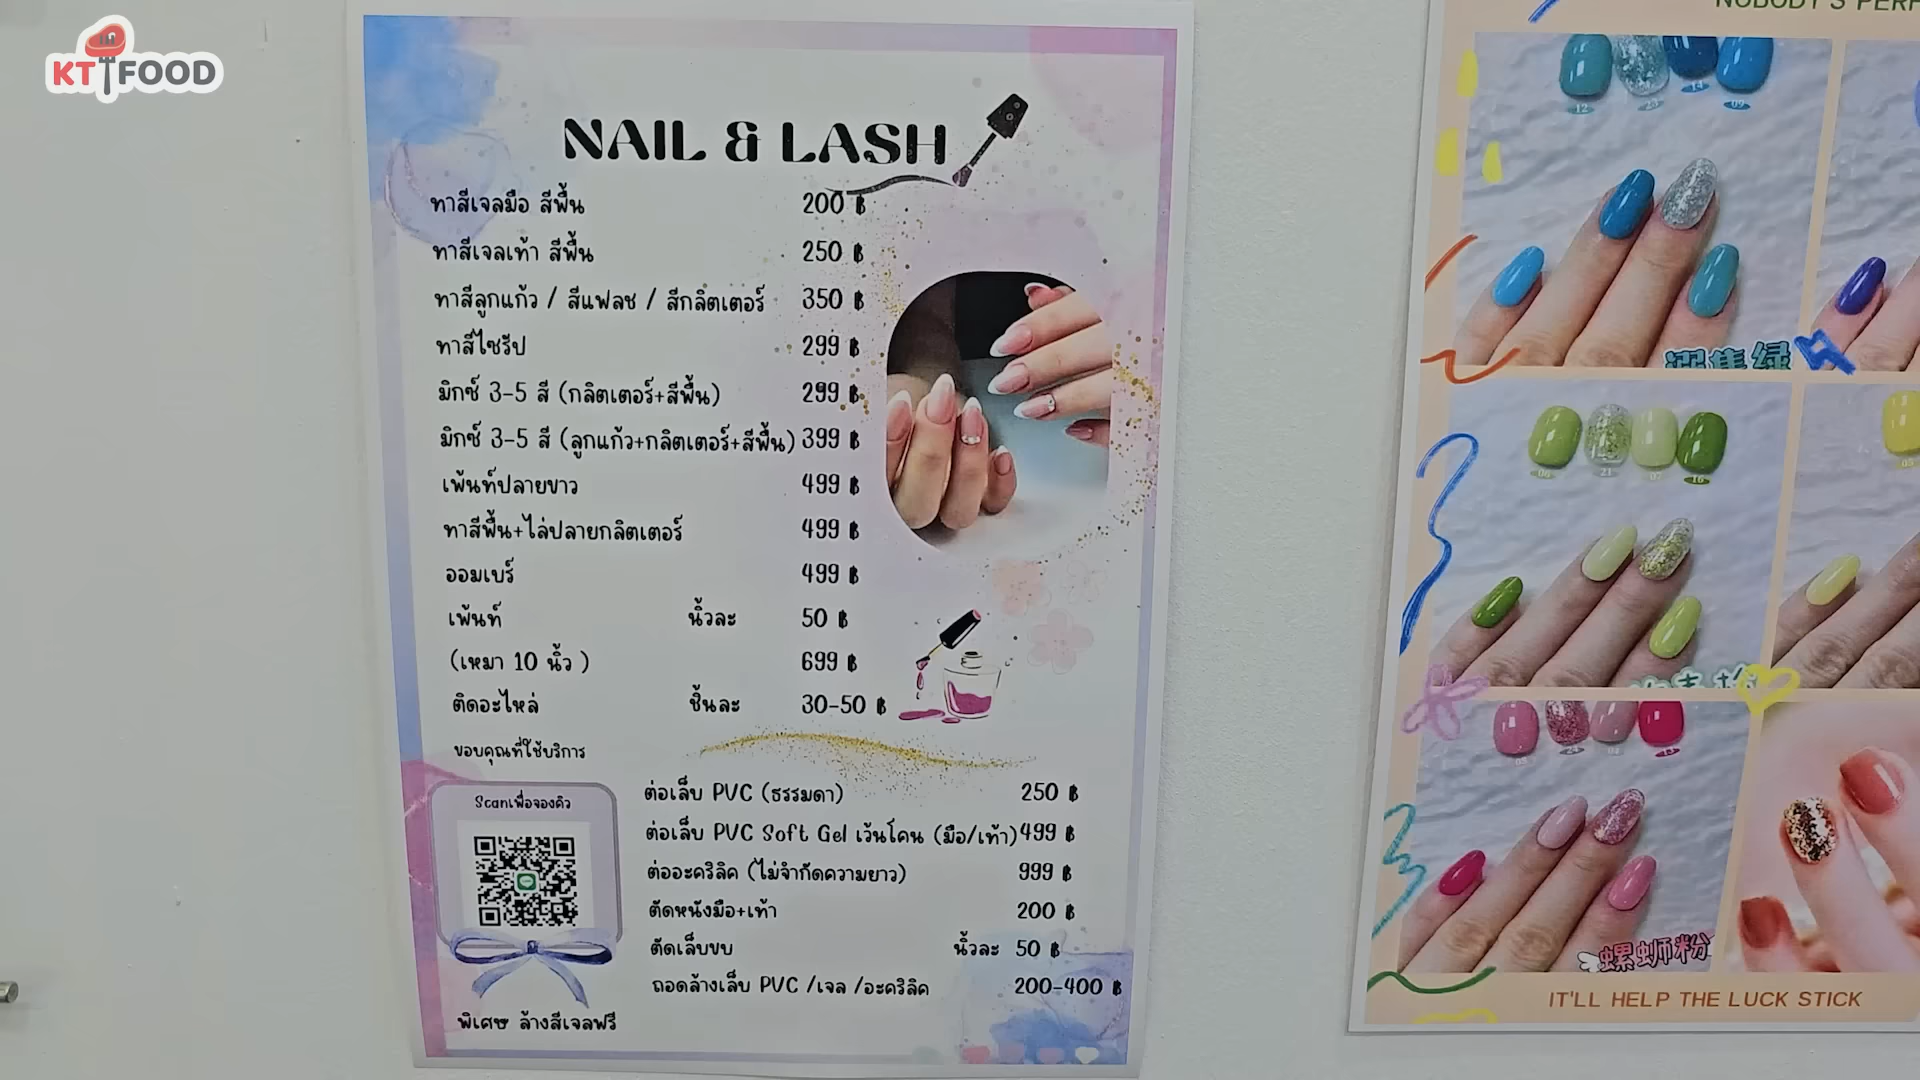 KT FOOD
NAIL & LASH
ทาสีเจลมือ สีพื้น 200 ฿
ทาสีเจลเท้า สีพื้น 250 ฿
ทาสีลูกแก้ว / สีแฟลช / สีกลิตเตอร์ 350 ฿
ทาสีไซรัป 299 ฿
มิกซ์ 3-5 สี (กลิตเตอร์+สีพื้น) 299 ฿
มิกซ์ 3-5 สี (ลูกแก้ว+กลิตเตอร์+สีพื้น) 399 ฿
เพ้นท์ปลายขาว 499 ฿
ทาสีพื้น+ไล่ปลายกลิตเตอร์ 499 ฿
ออมเบร์ 499 ฿
เพ้นท์ นิ้วละ 50 ฿
(เหมา 10 นิ้ว ) 699 ฿
ติดอะไหล่ ชิ้นละ 30-50 ฿
ขอบคุณที่ใช้บริการ
Scanเพื่อจองคิว
ต่อเล็บ PVC (ธรรมดา) 250 ฿
ต่อเล็บ PVC Soft Gel เว้นโคน (มือ/เท้า) 499 ฿
ต่ออะคริลิค (ไม่จำกัดความยาว) 999 ฿
ตัดหนังมือ+เท้า 200 ฿
ตัดเล็บขบ นิ้วละ 50 ฿
ถอดล้างเล็บ PVC /เจล /อะคริลิค 200-400 ฿
พิเศษ ล้างสีเจลฟรี
12 23 14 09
06 21 07 16
螺蛳粉
IT'LL HELP THE LUCK STICK